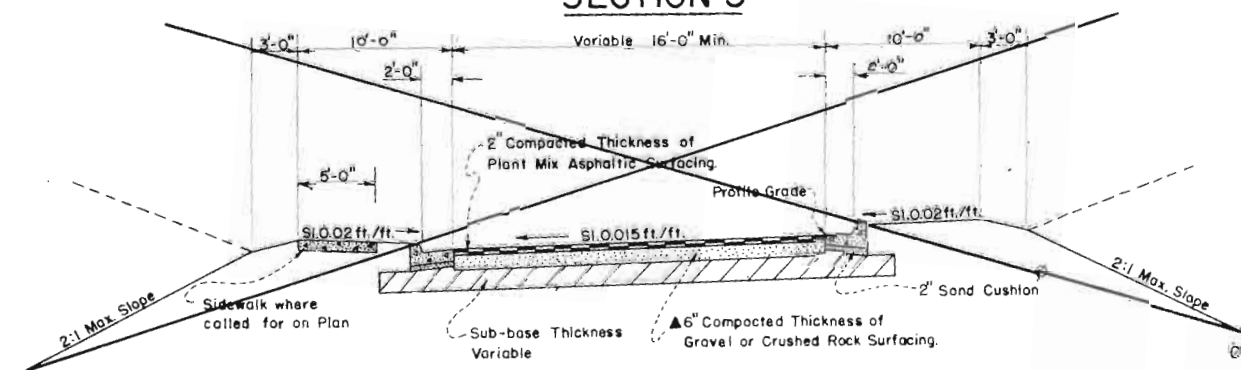 SECTION 3
3'-0" 10'-0" Variable 16'-0" Min. 10'-0" 3'-0"
2'-0" 2'-0"
2" Compacted Thickness of
Plant Mix Asphaltic Surfacing.
5'-0"
Profile Grade
Sl.0.02 ft./ft. Sl.0.015 ft./ft. Sl.0.02 ft./ft.
2:1 Max. Slope
Sidewalk where
called for on Plan
Sub-base Thickness
Variable
▲6" Compacted Thickness of
Gravel or Crushed Rock Surfacing.
2" Sand Cushion
2:1 Max. Slope